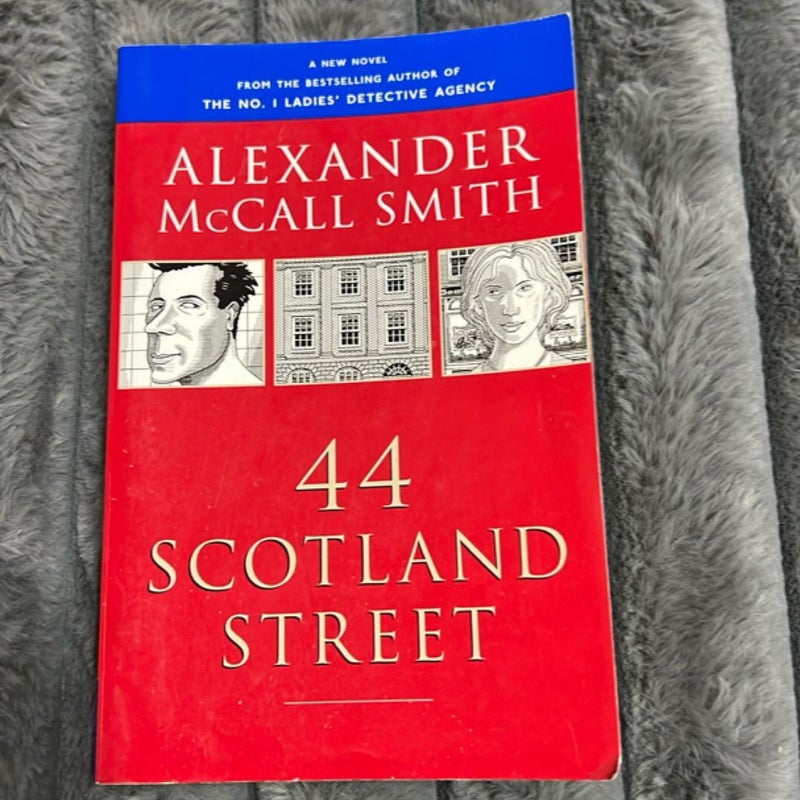 A NEW NOVEL
FROM THE BESTSELLING AUTHOR OF
THE NO. 1 LADIES' DETECTIVE AGENCY
ALEXANDER
McCALL SMITH
44
SCOTLAND
STREET